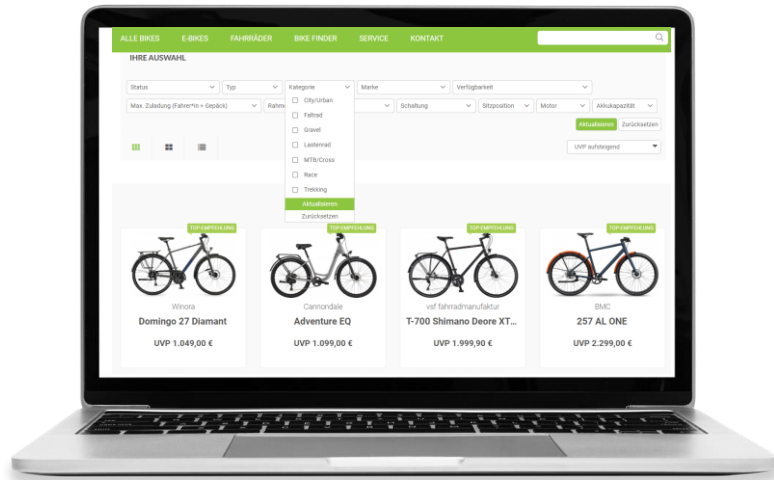 ALLE BIKES E-BIKES FAHRRÄDER BIKE FINDER SERVICE KONTAKT
IHRE AUSWAHL
Status Typ Kategorie Marke Verfügbarkeit
Max. Zuladung (Fahrer*in + Gepäck) Rahme Schaltung Sitzposition Motor Akkukapazität
City/Urban
Faltrad
Gravel
Lastenrad
MTB/Cross
Race
Trekking
Aktualisieren
Zurücksetzen
Aktualisieren Zurücksetzen
UVP aufsteigend
TOP-EMPFEHLUNG TOP-EMPFEHLUNG TOP-EMPFEHLUNG TOP-EMPFEHLUNG
Winora Cannondale vsf fahrradmanufaktur BMC
Domingo 27 Diamant Adventure EQ T-700 Shimano Deore XT... 257 AL ONE
UVP 1.049,00 € UVP 1.099,00 € UVP 1.999,90 € UVP 2.299,00 €